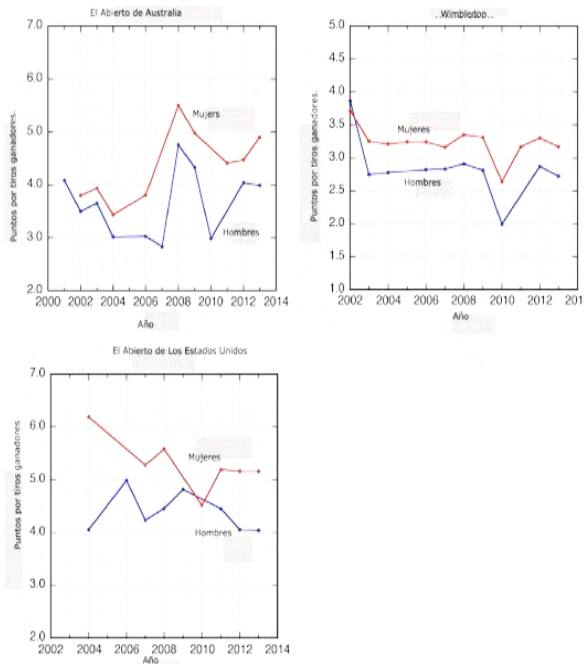 El Abierto de Australia
7.0
6.0
5.0
4.0
3.0
2.0
Puntos por tiros ganadores.
Mujers
Hombres
2000 2002 2004 2006 2008 2010 2012 2014
Año
..Wimbledon..
5.0
4.5
4.0
3.5
3.0
2.5
2.0
1.5
1.0
Puntos por tiros ganadores.
Mujeres
Hombres
2002 2004 2006 2008 2010 2012 201
Año
El Abierto de Los Estados Unidos
7.0
6.0
5.0
4.0
3.0
2.0
Puntos por tiros ganadores
Mujeres
Hombres
2002 2004 2006 2008 2010 2012 2014
Año